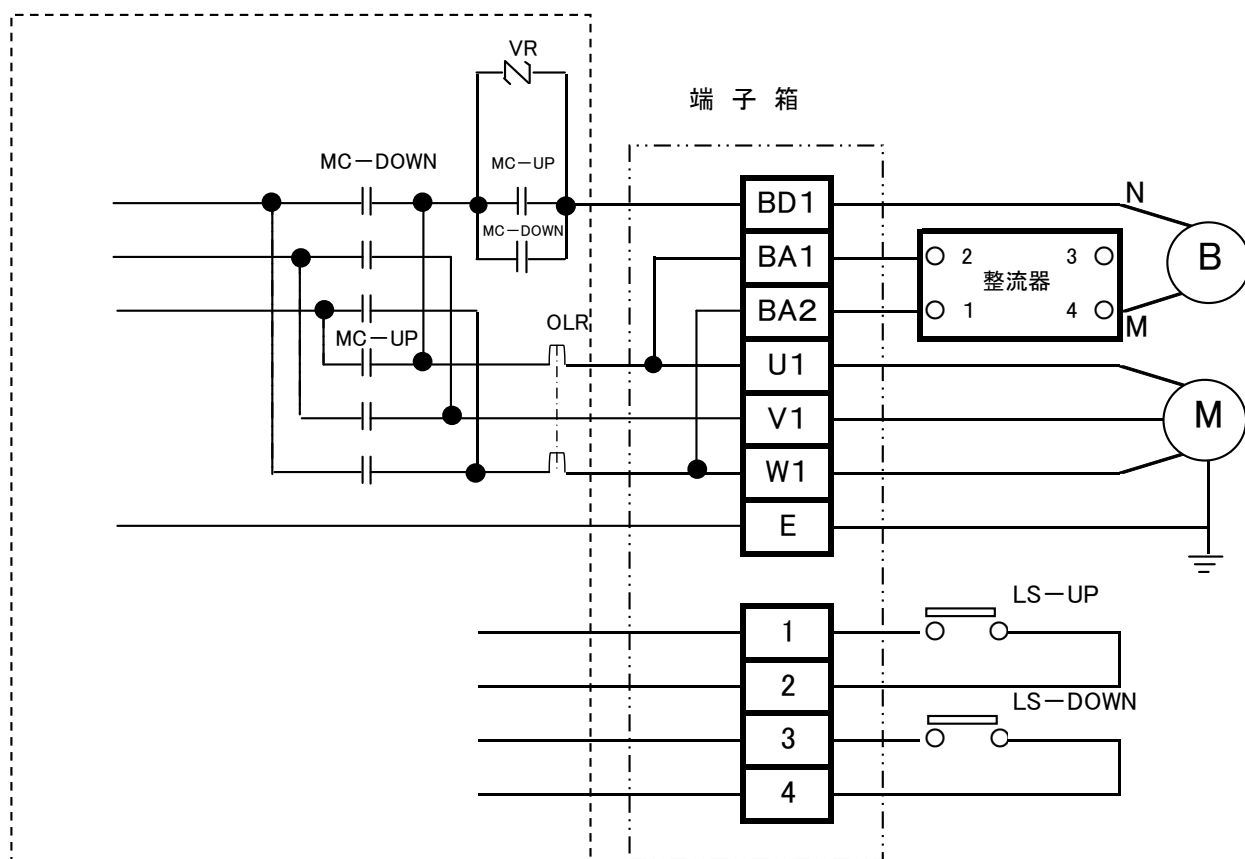 VR
端子箱
MC－DOWN
MC－UP
BD1
N
MC－DOWN
BA1
2
3
B
整流器
BA2
1
4
M
MC－UP
OLR
U1
V1
M
W1
E
LS－UP
1
2
LS－DOWN
3
4